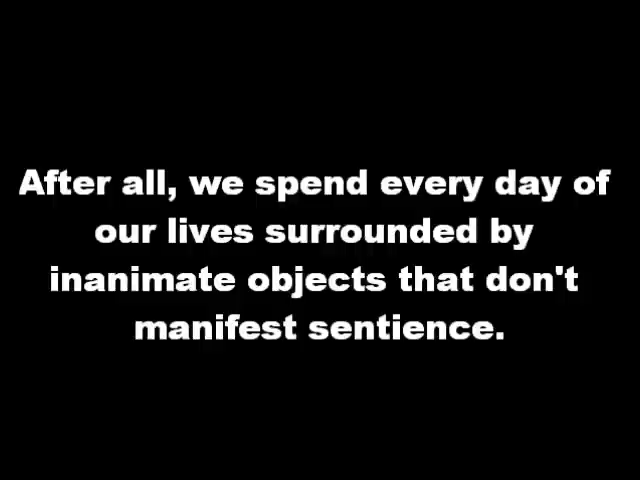 After all, we spend every day of
our lives surrounded by
inanimate objects that don't
manifest sentience.